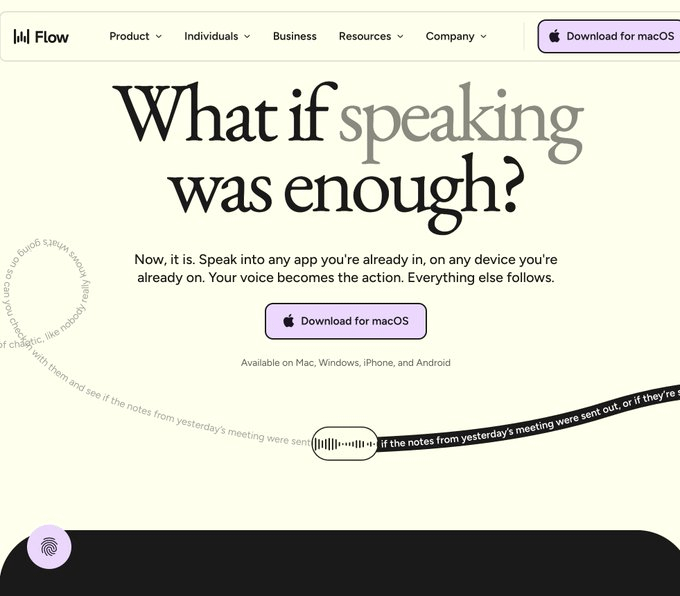 Flow
Product
Individuals
Business
Resources
Company
Download for macOS
What if speaking
was enough?
Now, it is. Speak into any app you're already in, on any device you're
already on. Your voice becomes the action. Everything else follows.
Download for macOS
Available on Mac, Windows, iPhone, and Android
of chaotic, like nobody really knows what's going on so can you check in with them and see if the notes from yesterday's meeting were sent
if the notes from yesterday's meeting were sent out, or if they're s